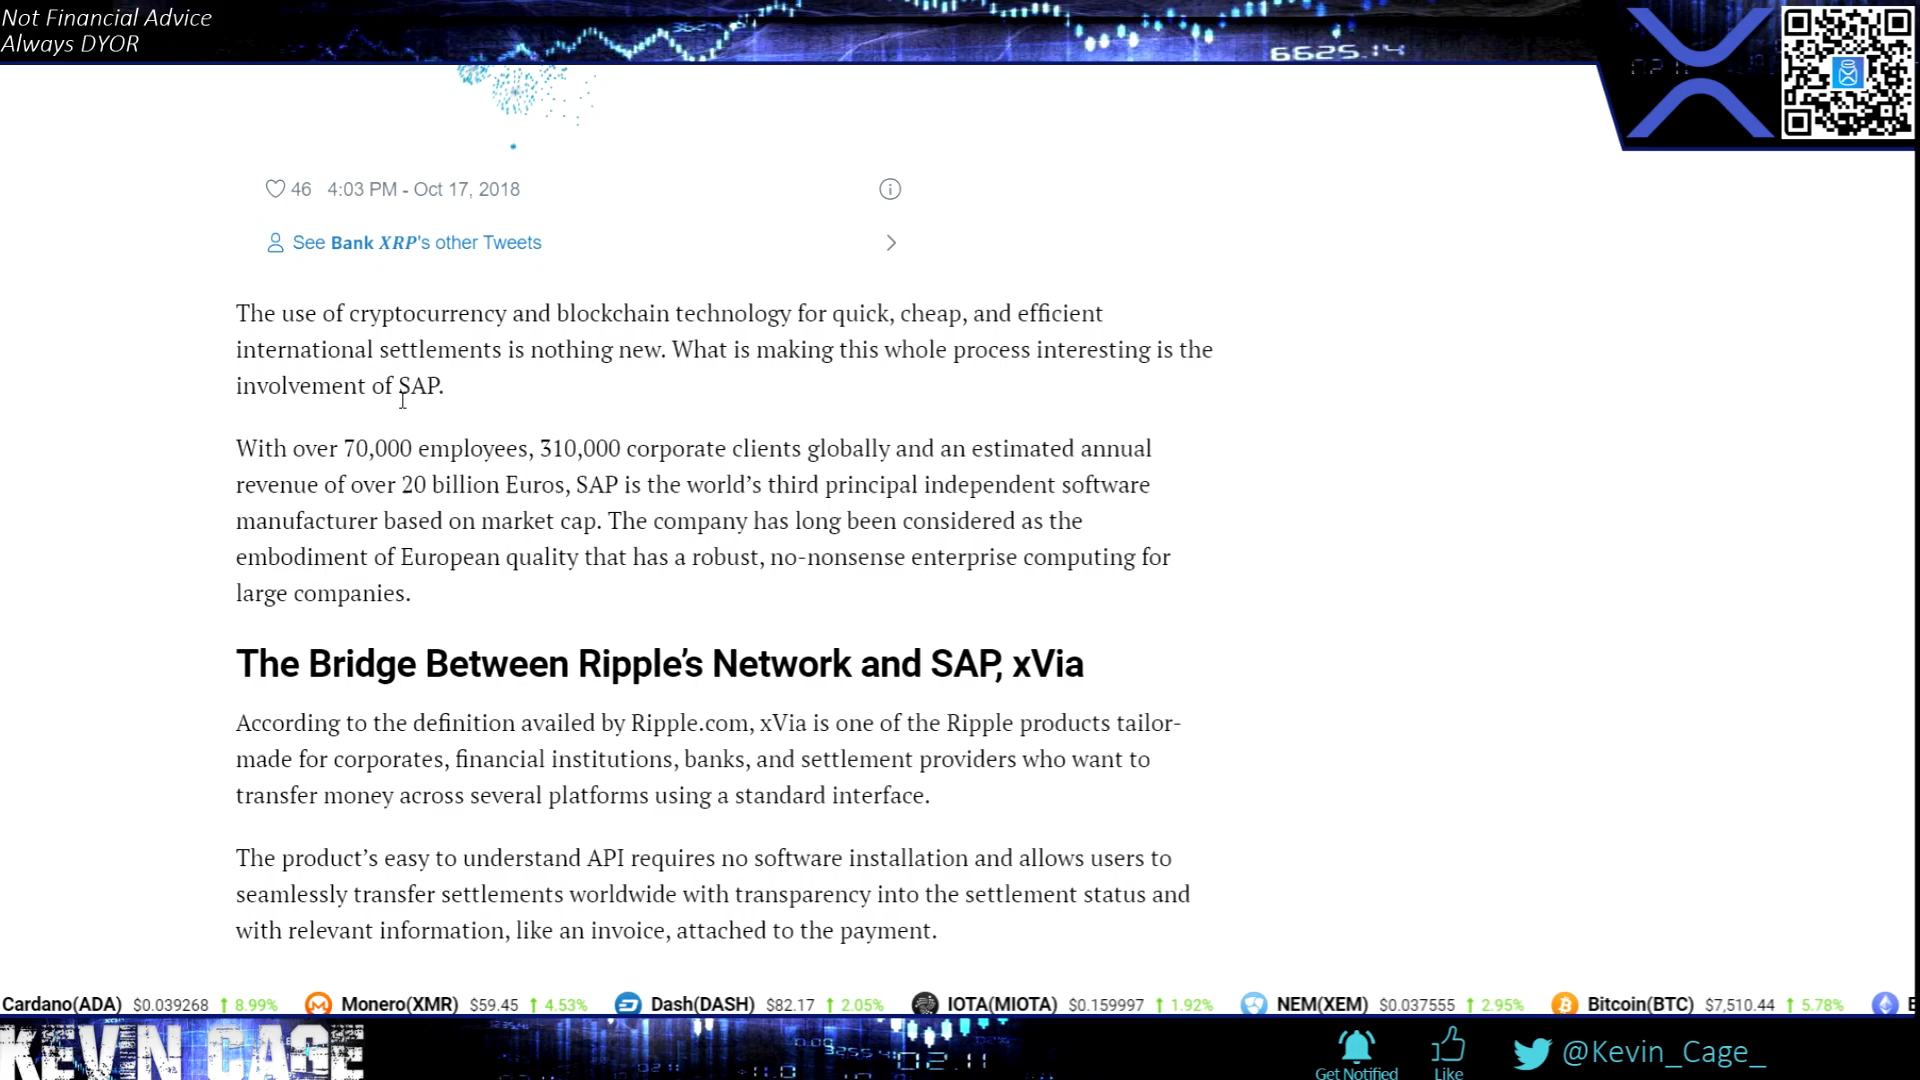 Not Financial Advice
Always DYOR
6625.14
46 4:03 PM - Oct 17, 2018
See Bank XRP's other Tweets
The use of cryptocurrency and blockchain technology for quick, cheap, and efficient
international settlements is nothing new. What is making this whole process interesting is the
involvement of SAP.
With over 70,000 employees, 310,000 corporate clients globally and an estimated annual
revenue of over 20 billion Euros, SAP is the world’s third principal independent software
manufacturer based on market cap. The company has long been considered as the
embodiment of European quality that has a robust, no-nonsense enterprise computing for
large companies.
The Bridge Between Ripple’s Network and SAP, xVia
According to the definition availed by Ripple.com, xVia is one of the Ripple products tailor-
made for corporates, financial institutions, banks, and settlement providers who want to
transfer money across several platforms using a standard interface.
The product’s easy to understand API requires no software installation and allows users to
seamlessly transfer settlements worldwide with transparency into the settlement status and
with relevant information, like an invoice, attached to the payment.
Cardano(ADA) $0.039268 ↑ 8.99% Monero(XMR) $59.45 ↑ 4.53% Dash(DASH) $82.17 ↑ 2.05% IOTA(MIOTA) $0.159997 ↑ 1.92% NEM(XEM) $0.037555 ↑ 2.95% Bitcoin(BTC) $7,510.44 ↑ 5.78%
KEVIN CAGE
02.11
Get Notified
Like
@Kevin_Cage_